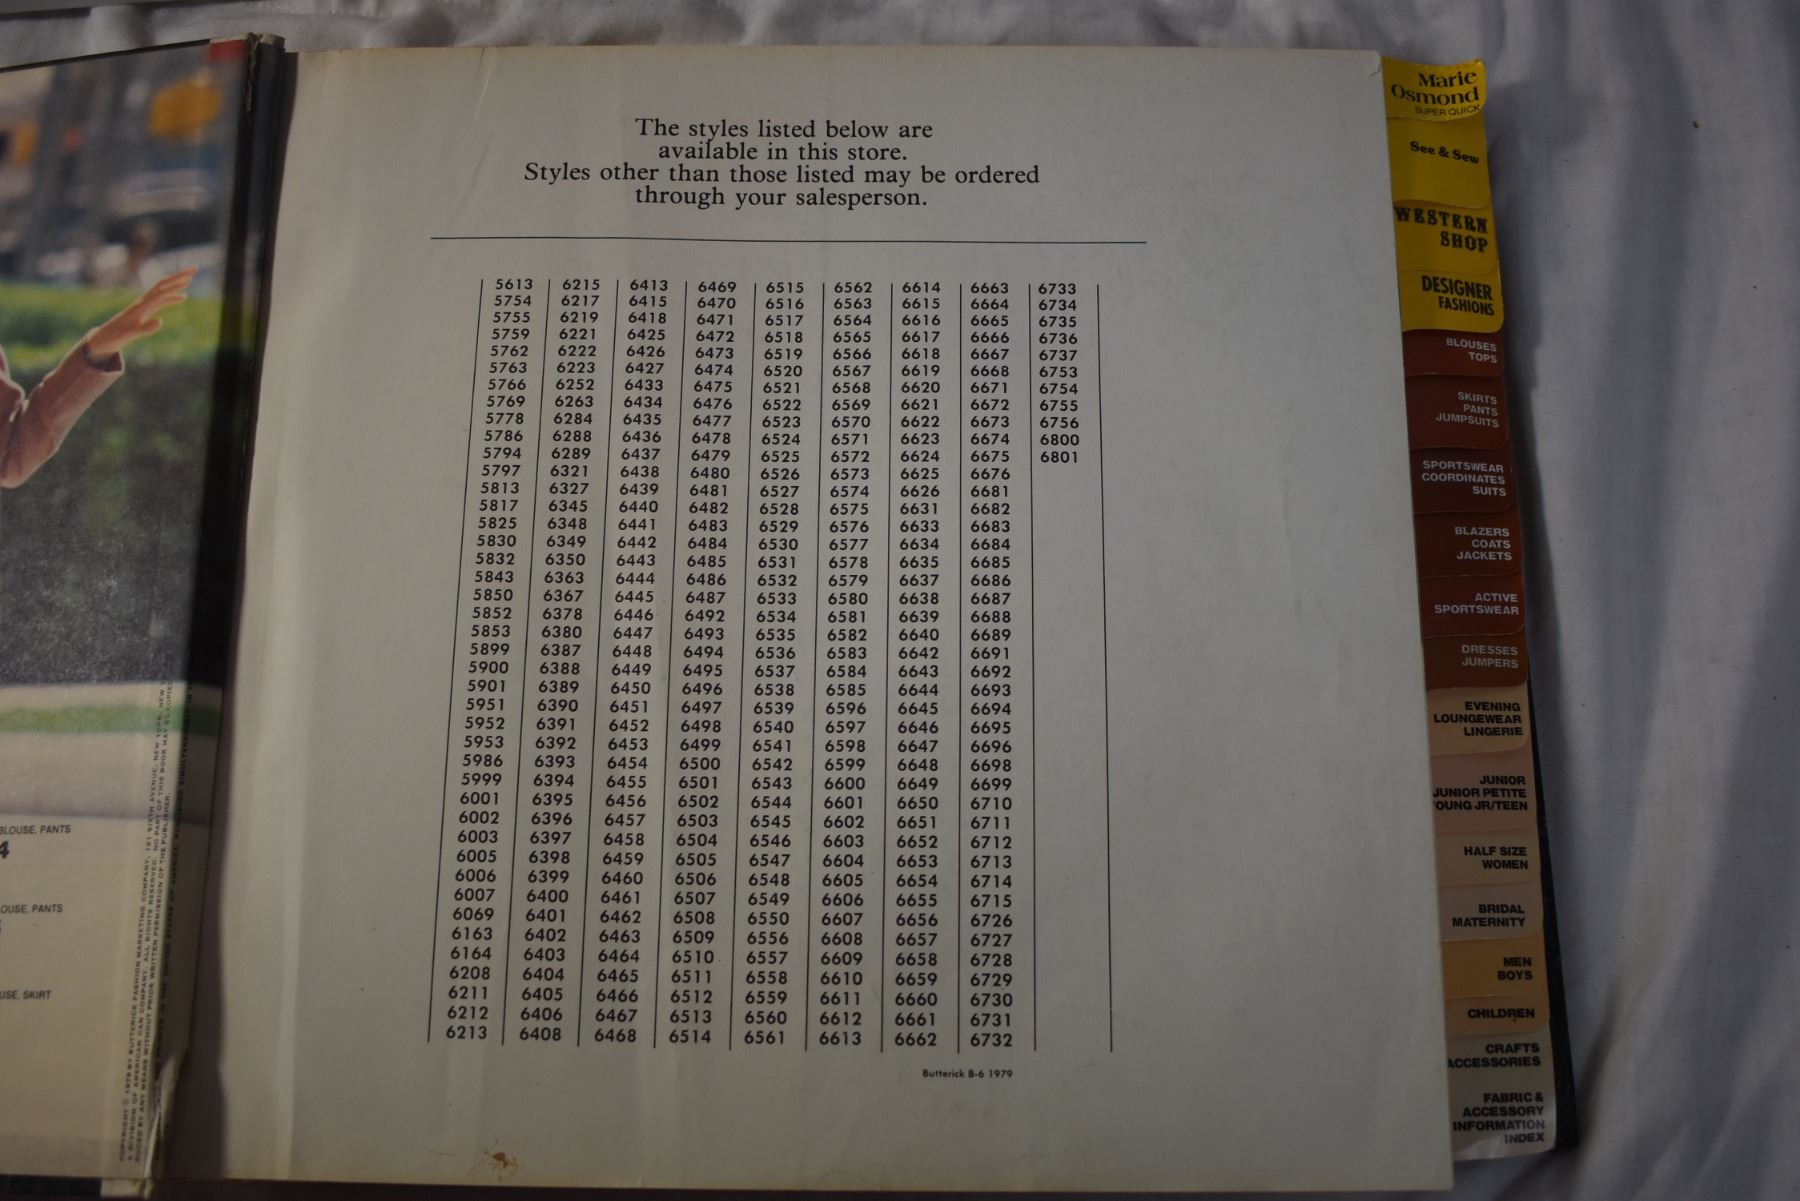 The styles listed below are
available in this store.
Styles other than those listed may be ordered
through your salesperson.
5613 6215 6413 6469 6515 6562 6614 6663 6733
5754 6217 6415 6470 6516 6563 6615 6664 6734
5755 6219 6418 6471 6517 6564 6616 6665 6735
5759 6221 6425 6472 6518 6565 6617 6666 6736
5762 6222 6426 6473 6519 6566 6618 6667 6737
5763 6223 6427 6474 6520 6567 6619 6668 6753
5766 6252 6433 6475 6521 6568 6620 6671 6754
5769 6263 6434 6476 6522 6569 6621 6672 6755
5778 6284 6435 6477 6523 6570 6622 6673 6756
5786 6288 6436 6478 6524 6571 6623 6674 6800
5794 6289 6437 6479 6525 6572 6624 6675 6801
5797 6321 6438 6480 6526 6573 6625 6676
5813 6327 6439 6481 6527 6574 6626 6681
5817 6345 6440 6482 6528 6575 6631 6682
5825 6348 6441 6483 6529 6576 6633 6683
5830 6349 6442 6484 6530 6577 6634 6684
5832 6350 6443 6485 6531 6578 6635 6685
5843 6363 6444 6486 6532 6579 6637 6686
5850 6367 6445 6487 6533 6580 6638 6687
5852 6378 6446 6492 6534 6581 6639 6688
5853 6380 6447 6493 6535 6582 6640 6689
5899 6387 6448 6494 6536 6583 6642 6691
5900 6388 6449 6495 6537 6584 6643 6692
5901 6389 6450 6496 6538 6585 6644 6693
5951 6390 6451 6497 6539 6596 6645 6694
5952 6391 6452 6498 6540 6597 6646 6695
5953 6392 6453 6499 6541 6598 6647 6696
5986 6393 6454 6500 6542 6599 6648 6698
5999 6394 6455 6501 6543 6600 6649 6699
6001 6395 6456 6502 6544 6601 6650 6710
6002 6396 6457 6503 6545 6602 6651 6711
6003 6397 6458 6504 6546 6603 6652 6712
6005 6398 6459 6505 6547 6604 6653 6713
6006 6399 6460 6506 6548 6605 6654 6714
6007 6400 6461 6507 6549 6606 6655 6715
6069 6401 6462 6508 6550 6607 6656 6726
6163 6402 6463 6509 6556 6608 6657 6727
6164 6403 6464 6510 6557 6609 6658 6728
6208 6404 6465 6511 6558 6610 6659 6729
6211 6405 6466 6512 6559 6611 6660 6730
6212 6406 6467 6513 6560 6612 6661 6731
6213 6408 6468 6514 6561 6613 6662 6732
Butterick B-6 1979
Marie
Osmond
SUPER QUICK
See & Sew
WESTERN
SHOP
DESIGNER
FASHIONS
BLOUSES
TOPS
SKIRTS
PANTS
JUMPSUITS
SPORTSWEAR
COORDINATES
SUITS
BLAZERS
COATS
JACKETS
ACTIVE
SPORTSWEAR
DRESSES
JUMPERS
EVENING
LOUNGEWEAR
LINGERIE
JUNIOR
JUNIOR PETITE
OUNG JR/TEEN
HALF SIZE
WOMEN
BRIDAL
MATERNITY
MEN
BOYS
CHILDREN
CRAFTS
ACCESSORIES
FABRIC &
ACCESSORY
INFORMATION
INDEX
BLOUSE, PANTS
4
OUSE, PANTS
USE, SKIRT